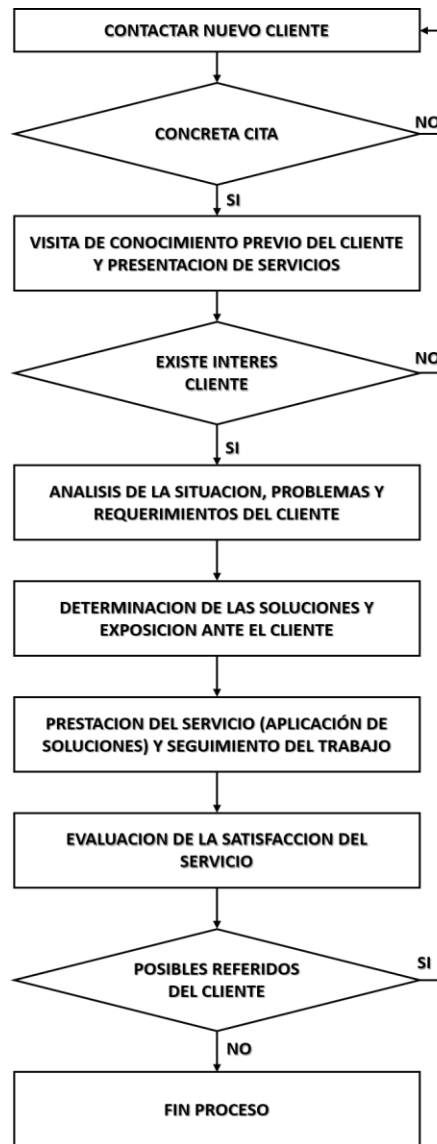 CONTACTAR NUEVO CLIENTE
CONCRETA CITA
NO
SI
VISITA DE CONOCIMIENTO PREVIO DEL CLIENTE
Y PRESENTACION DE SERVICIOS
EXISTE INTERES
CLIENTE
NO
SI
ANALISIS DE LA SITUACION, PROBLEMAS Y
REQUERIMIENTOS DEL CLIENTE
DETERMINACION DE LAS SOLUCIONES Y
EXPOSICION ANTE EL CLIENTE
PRESTACION DEL SERVICIO (APLICACIÓN DE
SOLUCIONES) Y SEGUIMIENTO DEL TRABAJO
EVALUACION DE LA SATISFACCION DEL
SERVICIO
POSIBLES REFERIDOS
DEL CLIENTE
SI
NO
FIN PROCESO